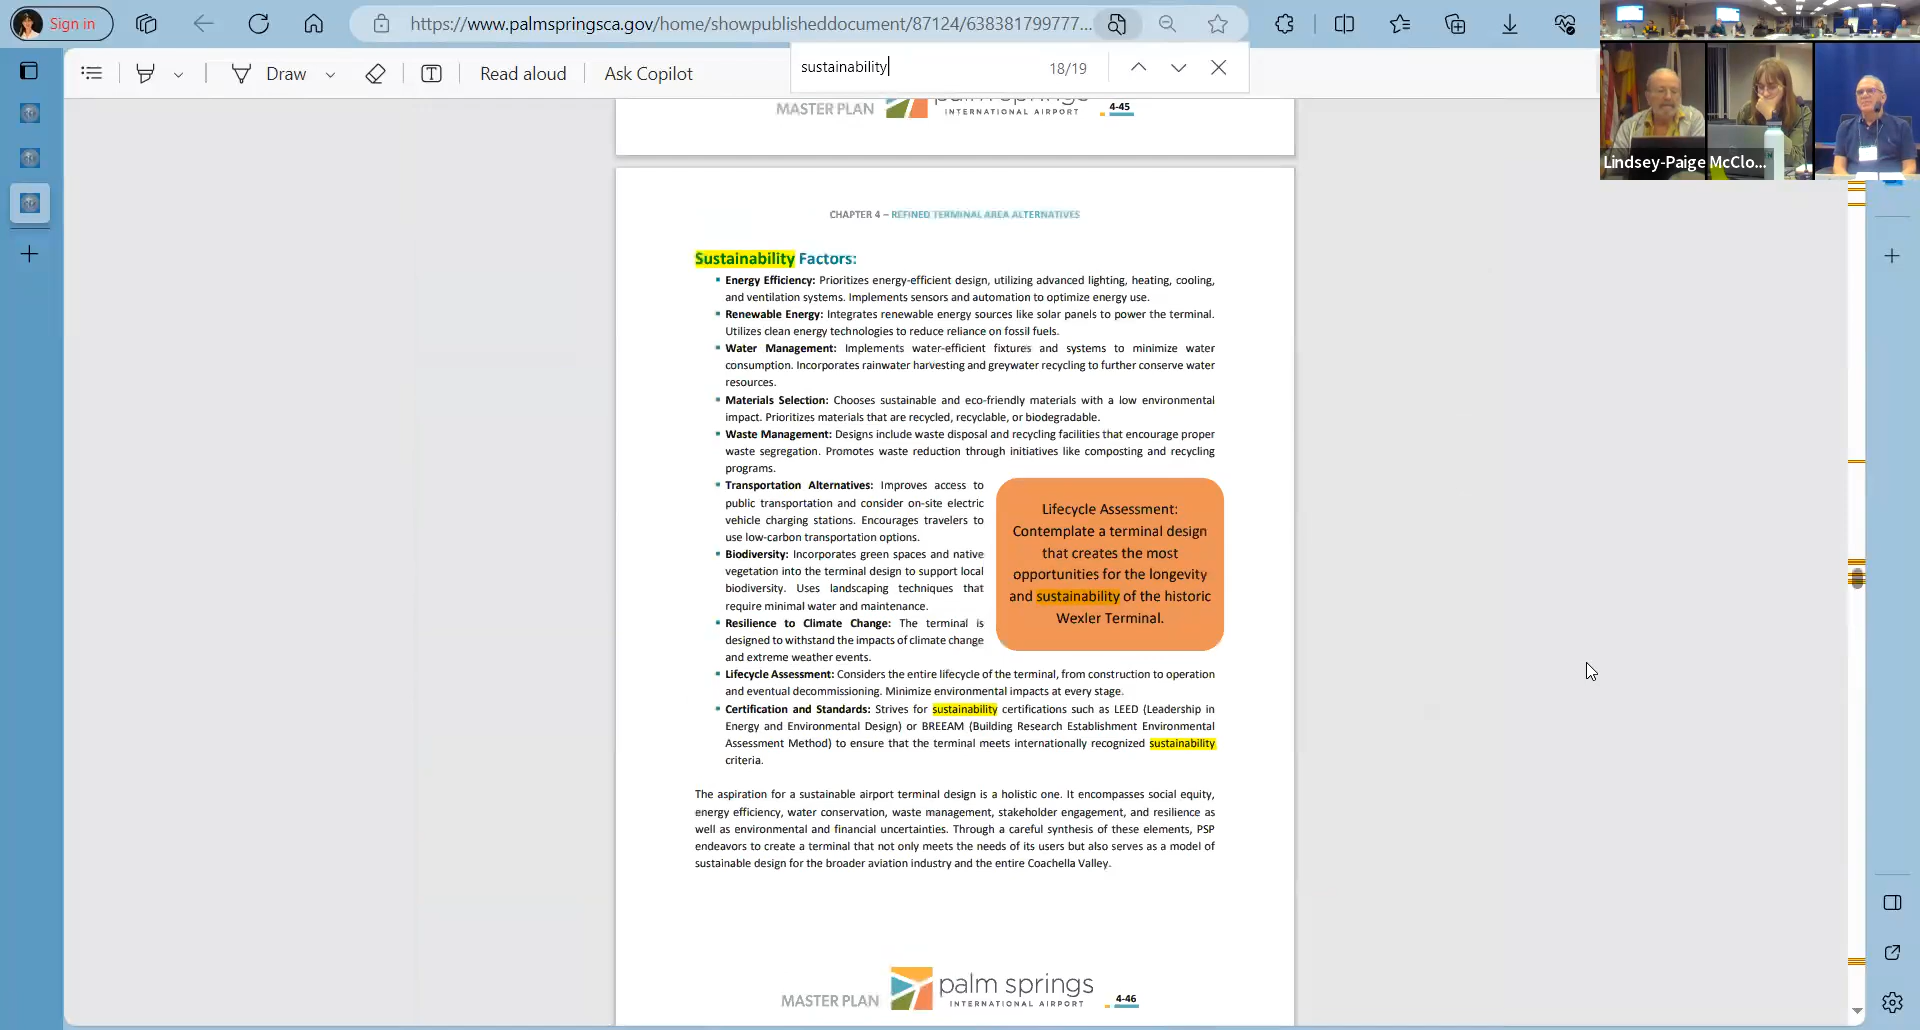 Sign in
https://www.palmspringsca.gov/home/showpublisheddocument/87124/638381799777...
Draw
Read aloud
Ask Copilot
sustainability
18/19
Lindsey-Paige McClo...
MASTER PLAN
palm springs
INTERNATIONAL AIRPORT
4-45
CHAPTER 4 – REFINED TERMINAL AREA ALTERNATIVES
Sustainability Factors:
Energy Efficiency: Prioritizes energy-efficient design, utilizing advanced lighting, heating, cooling,
and ventilation systems. Implements sensors and automation to optimize energy use.
Renewable Energy: Integrates renewable energy sources like solar panels to power the terminal.
Utilizes clean energy technologies to reduce reliance on fossil fuels.
Water Management: Implements water-efficient fixtures and systems to minimize water
consumption. Incorporates rainwater harvesting and greywater recycling to further conserve water
resources.
Materials Selection: Chooses sustainable and eco-friendly materials with a low environmental
impact. Prioritizes materials that are recycled, recyclable, or biodegradable.
Waste Management: Designs include waste disposal and recycling facilities that encourage proper
waste segregation. Promotes waste reduction through initiatives like composting and recycling
programs.
Transportation Alternatives: Improves access to
public transportation and consider on-site electric
vehicle charging stations. Encourages travelers to
use low-carbon transportation options.
Biodiversity: Incorporates green spaces and native
vegetation into the terminal design to support local
biodiversity. Uses landscaping techniques that
require minimal water and maintenance.
Resilience to Climate Change: The terminal is
designed to withstand the impacts of climate change
and extreme weather events.
Lifecycle Assessment:
Contemplate a terminal design
that creates the most
opportunities for the longevity
and sustainability of the historic
Wexler Terminal.
Lifecycle Assessment: Considers the entire lifecycle of the terminal, from construction to operation
and eventual decommissioning. Minimize environmental impacts at every stage.
Certification and Standards: Strives for sustainability certifications such as LEED (Leadership in
Energy and Environmental Design) or BREEAM (Building Research Establishment Environmental
Assessment Method) to ensure that the terminal meets internationally recognized sustainability
criteria.
The aspiration for a sustainable airport terminal design is a holistic one. It encompasses social equity,
energy efficiency, water conservation, waste management, stakeholder engagement, and resilience as
well as environmental and financial uncertainties. Through a careful synthesis of these elements, PSP
endeavors to create a terminal that not only meets the needs of its users but also serves as a model of
sustainable design for the broader aviation industry and the entire Coachella Valley.
MASTER PLAN
palm springs
INTERNATIONAL AIRPORT
4-46